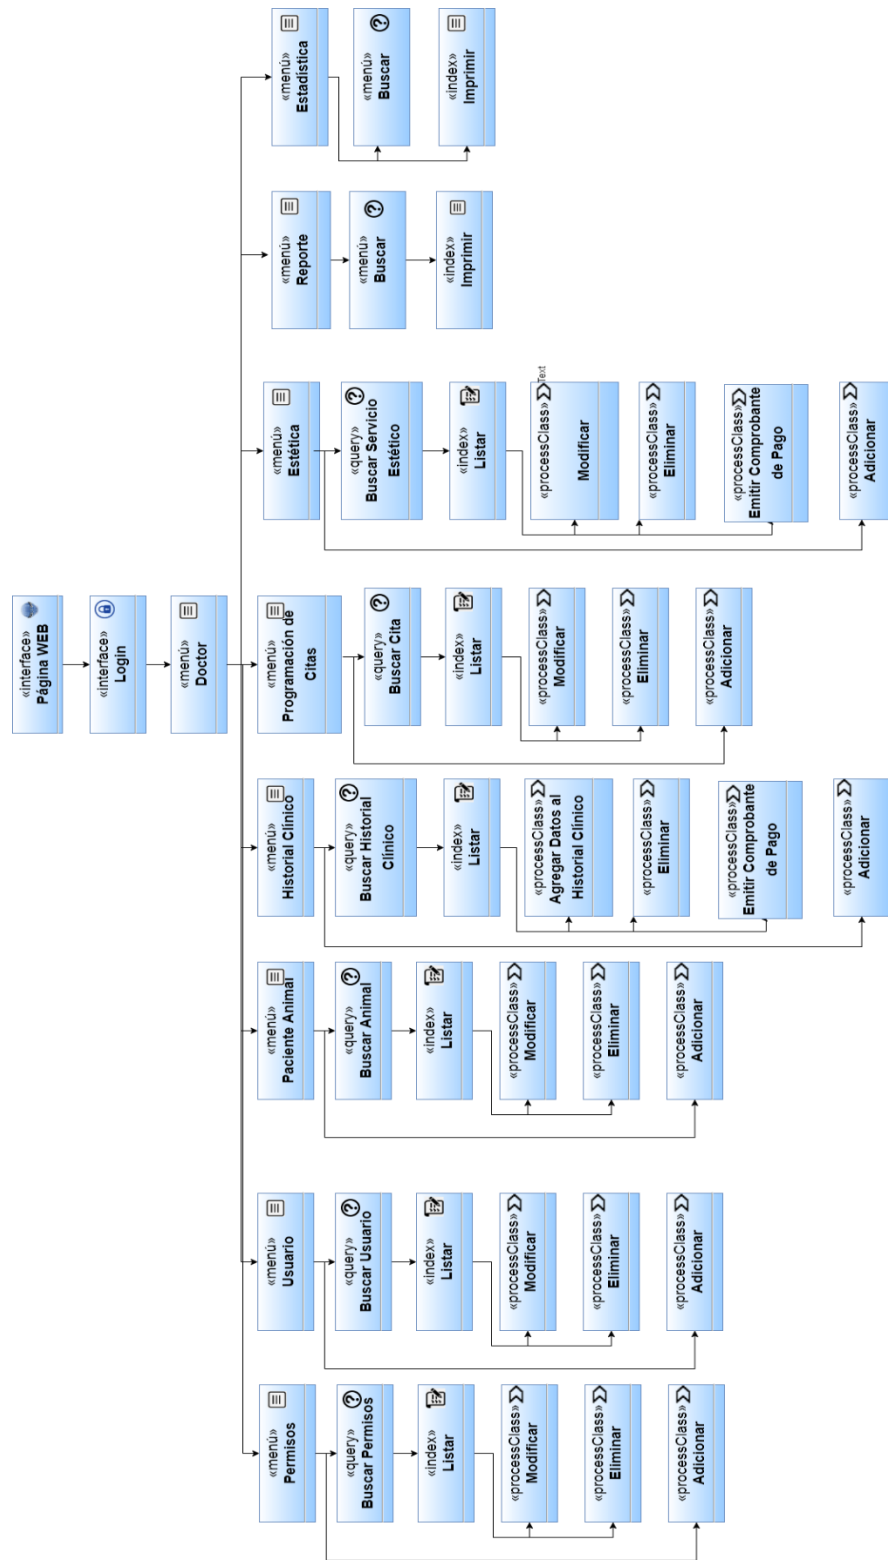 «interface»
Página WEB
«interface»
Login
«menú»
Doctor
«menú»
Permisos
«query»
Buscar Permisos
«index»
Listar
«processClass»
Modificar
«processClass»
Eliminar
«processClass»
Adicionar
«menú»
Usuario
«query»
Buscar Usuario
«index»
Listar
«processClass»
Modificar
«processClass»
Eliminar
«processClass»
Adicionar
«menú»
Paciente Animal
«query»
Buscar Animal
«index»
Listar
«processClass»
Modificar
«processClass»
Eliminar
«processClass»
Adicionar
«menú»
Historial Clínico
«query»
Buscar Historial
Clínico
«index»
Listar
«processClass»
Agregar Datos al
Historial Clínico
«processClass»
Eliminar
«processClass»
Emitir Comprobante
de Pago
«processClass»
Adicionar
«menú»
Programación de
Citas
«query»
Buscar Cita
«index»
Listar
«processClass»
Modificar
«processClass»
Eliminar
«processClass»
Adicionar
«menú»
Estética
«query»
Buscar Servicio
Estético
«index»
Listar
«processClass»
Text
Modificar
«processClass»
Eliminar
«processClass»
Emitir Comprobante
de Pago
«processClass»
Adicionar
«menú»
Reporte
«menú»
Buscar
«index»
Imprimir
«menú»
Estadística
«menú»
Buscar
«index»
Imprimir